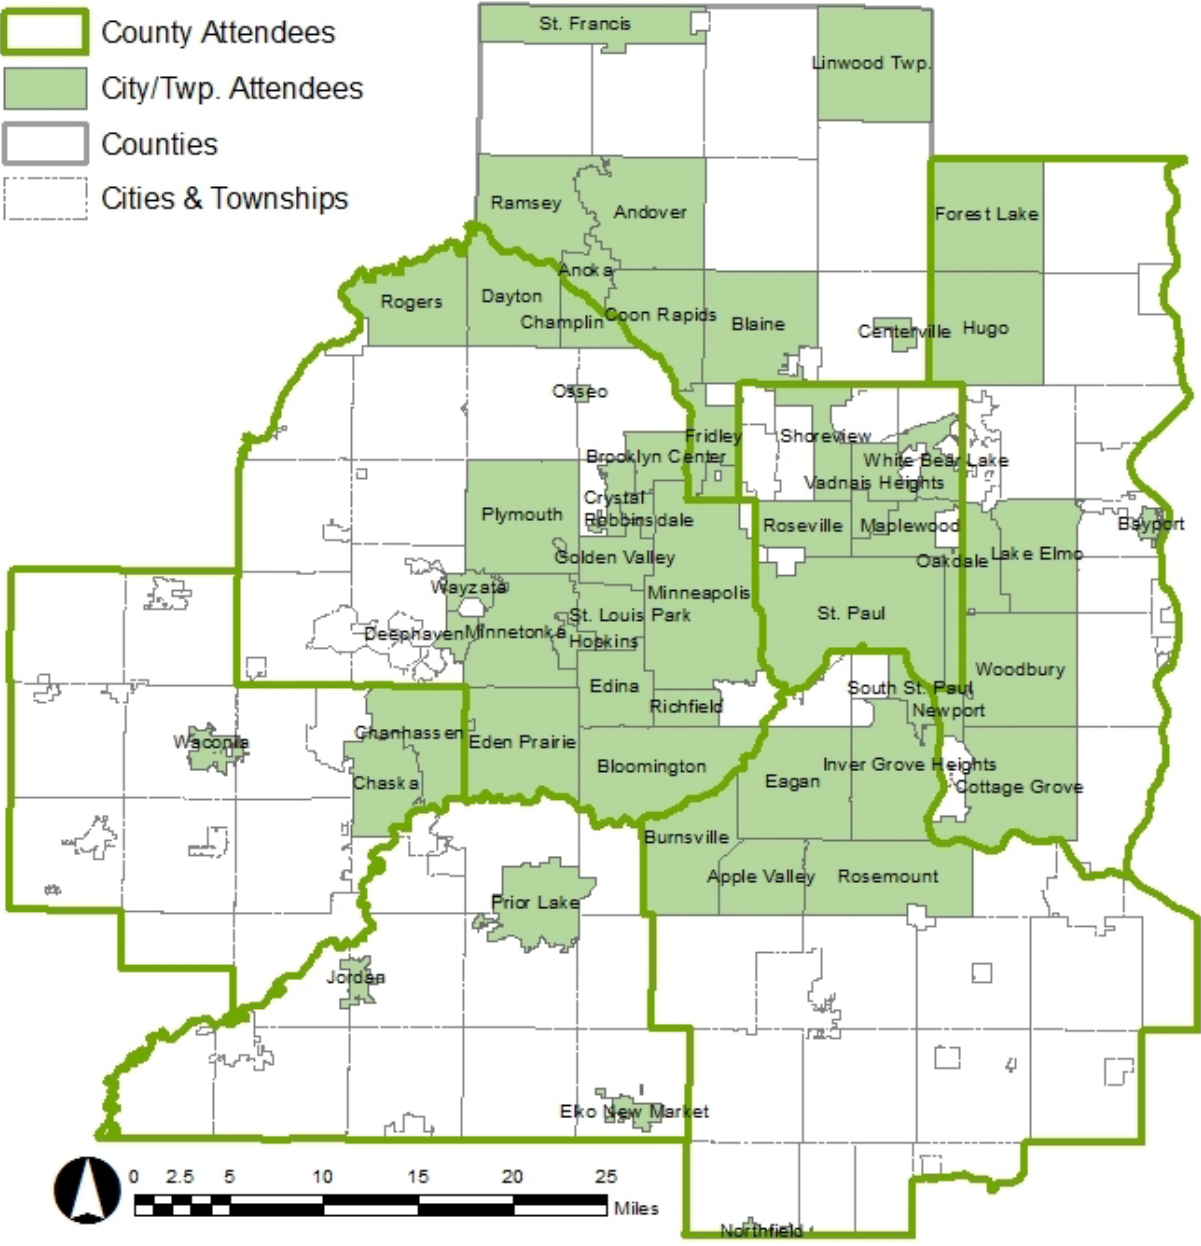 County Attendees
City/Twp. Attendees
Counties
Cities & Townships
St. Francis
Linwood Twp.
Ramsey
Andover
Forest Lake
Anoka
Rogers
Dayton
Champlin
Coon Rapids
Blaine
Centerville
Hugo
Osseo
Fridley
Shoreview
Brooklyn Center
White Bear Lake
Vadnais Heights
Crystal
Plymouth
Robbinsdale
Roseville
Maplewood
Bayport
Golden Valley
Oakdale
Lake Elmo
Wayzata
Minneapolis
St. Louis Park
St. Paul
Deephaven
Minnetonka
Hopkins
Woodbury
Edina
South St. Paul
Richfield
Newport
Chanhassen
Waconia
Eden Prairie
Bloomington
Inver Grove Heights
Chaska
Eagan
Cottage Grove
Burnsville
Apple Valley
Rosemount
Prior Lake
Jordan
Elko New Market
0 2.5 5 10 15 20 25
Miles
Northfield